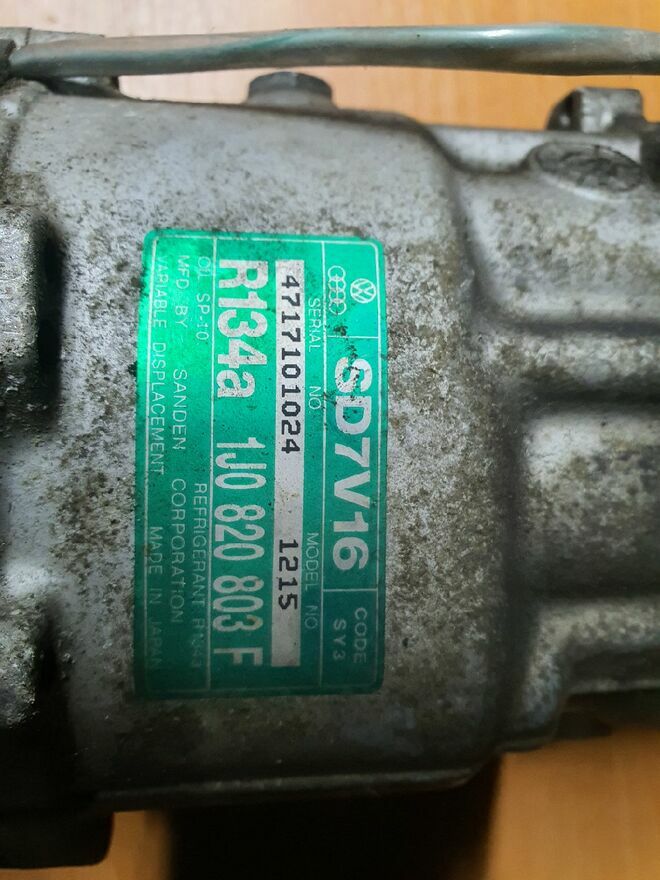 SD7V16
CODE
SY3
SERIAL NO.
MODEL NO.
4717101024 1215
R134a 1J0 820 803 F
OIL SP-10
REFRIGERANT
MFD. BY SANDEN CORPORATION
VARIABLE DISPLACEMENT MADE IN JAPAN